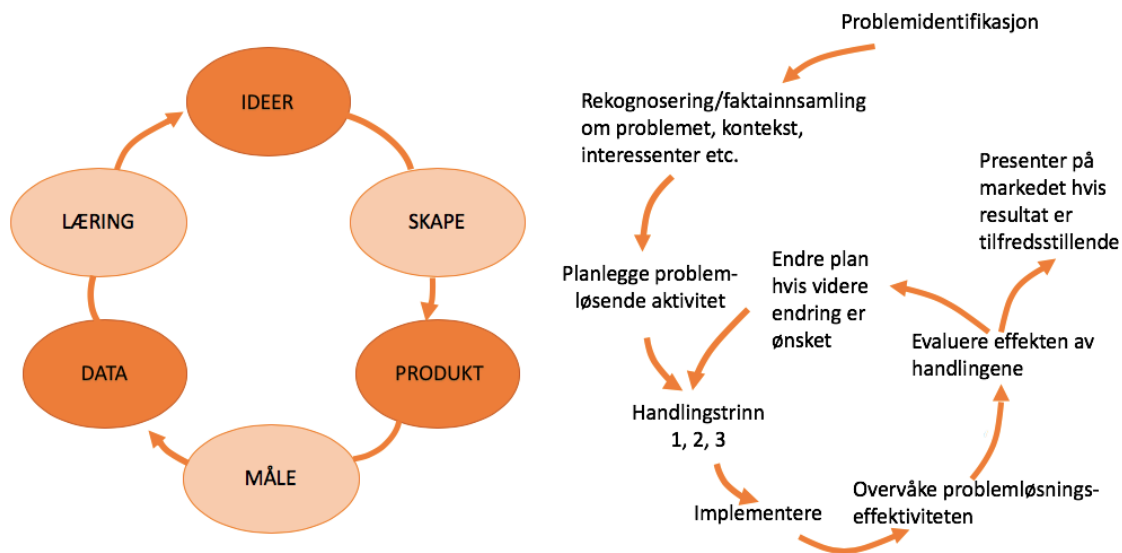 IDEER
SKAPE
PRODUKT
MÅLE
DATA
LÆRING
Problemidentifikasjon
Rekognosering/faktainnsamling
om problemet, kontekst,
interessenter etc.
Planlegge problem-
løsende aktivitet
Handlingstrinn
1, 2, 3
Implementere
Overvåke problemløsnings-
effektiviteten
Evaluere effekten av
handlingene
Endre plan
hvis videre
endring er
ønsket
Presenter på
markedet hvis
resultat er
tilfredsstillende